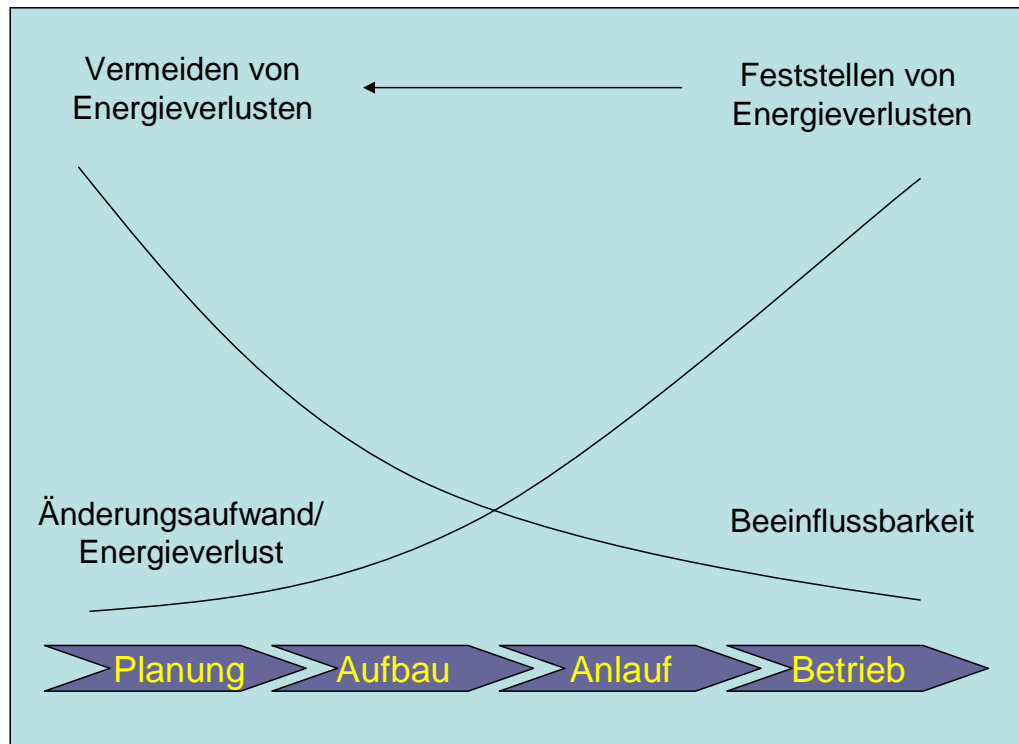 Vermeiden von
Energieverlusten
Feststellen von
Energieverlusten
Änderungsaufwand/
Energieverlust
Beeinflussbarkeit
Planung
Aufbau
Anlauf
Betrieb